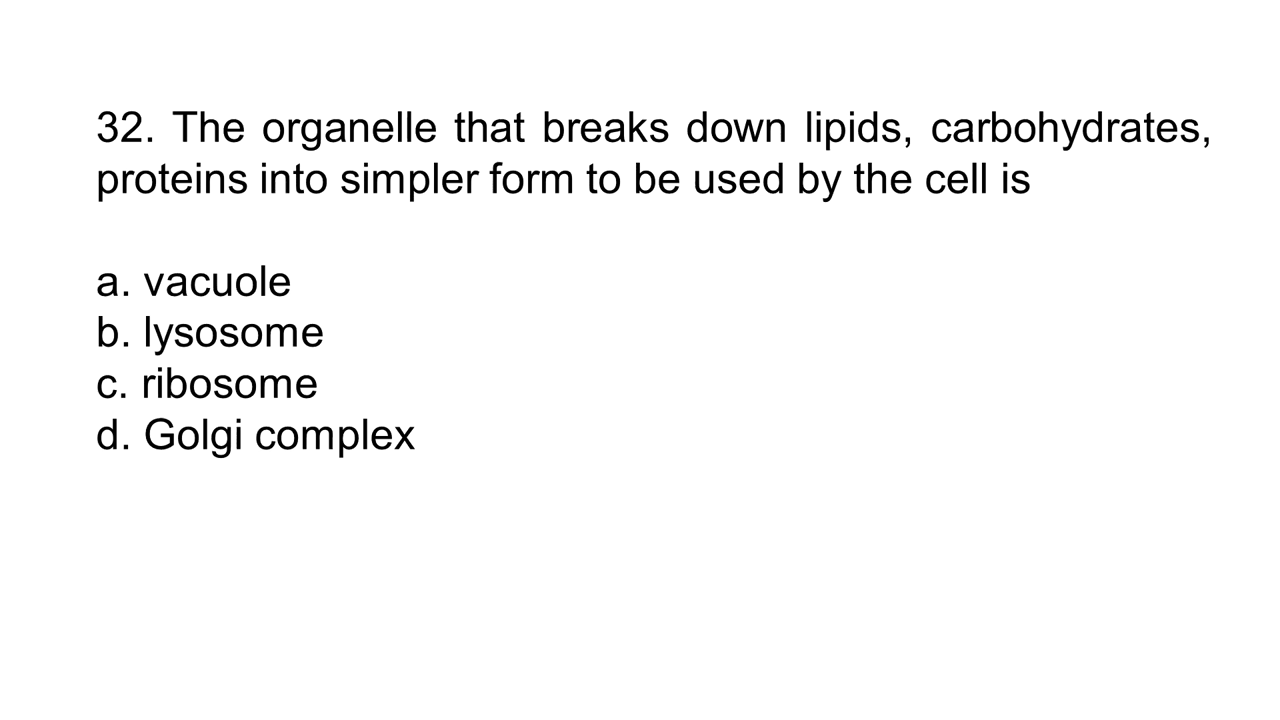 32. The organelle that breaks down lipids, carbohydrates,
proteins into simpler form to be used by the cell is
a. vacuole
b. lysosome
c. ribosome
d. Golgi complex